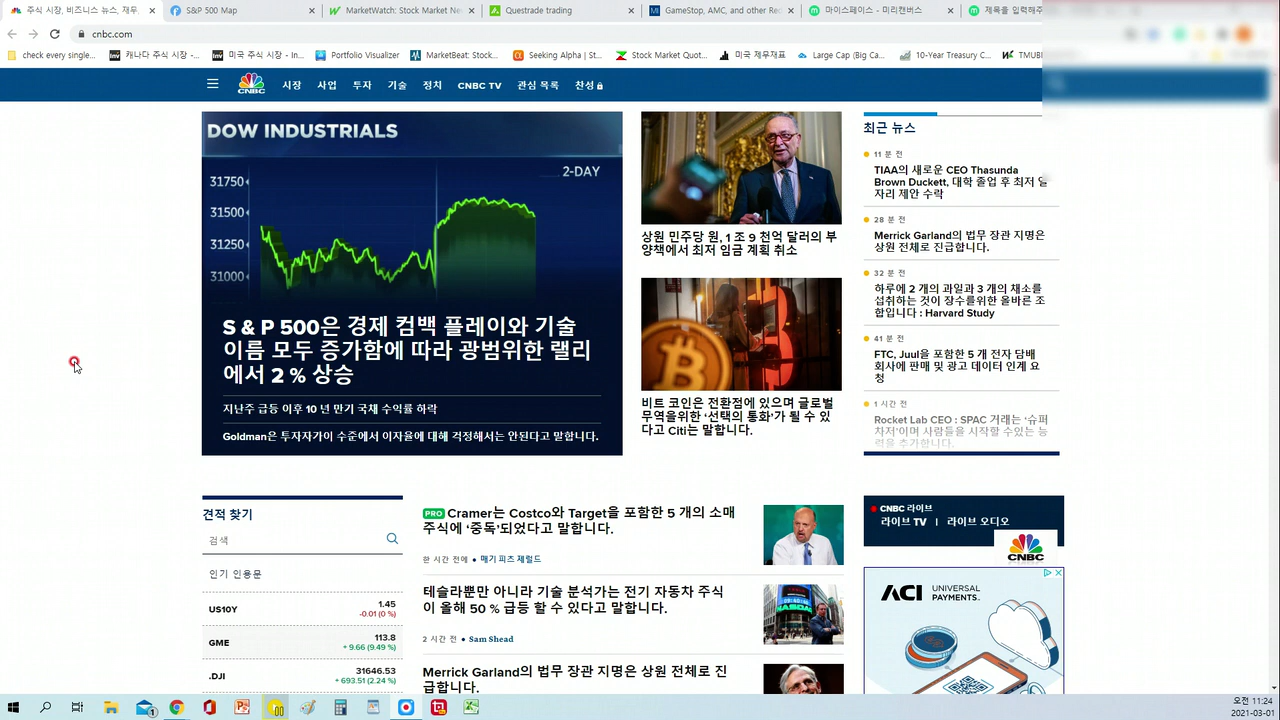 주식 시장, 비즈니스 뉴스, 재무
S&P 500 Map
MarketWatch: Stock Market Ne
Questrade trading
GameStop, AMC, and other Re
마이스페이스 - 미리캔버스
제목을 입력해주
cnbc.com
check every single...
캐나다 주식 시장 -...
미국 주식 시장 - In...
Portfolio Visualizer
MarketBeat: Stock...
Seeking Alpha | St...
Stock Market Quot...
미국 제무재표
Large Cap (Big Ca...
10-Year Treasury C...
TMUB
CNBC
시장
사업
투자
기술
정치
CNBC TV
관심 목록
찬성
DOW INDUSTRIALS
2-DAY
31750
31500
31250
31000
S & P 500은 경제 컴백 플레이와 기술
이름 모두 증가함에 따라 광범위한 랠리
에서 2 % 상승
지난주 급등 이후 10 년 만기 국채 수익률 하락
Goldman은 투자자가이 수준에서 이자율에 대해 걱정해서는 안된다고 말합니다.
상원 민주당 원, 1 조 9 천억 달러의 부
양책에서 최저 임금 계획 취소
비트 코인은 전환점에 있으며 글로벌
무역을위한 '선택의 통화'가 될 수 있
다고 Citi는 말합니다.
최근 뉴스
11 분 전
TIAA의 새로운 CEO Thasunda
Brown Duckett, 대학 졸업 후 최저 일
자리 제안 수락
28 분 전
Merrick Garland의 법무 장관 지명은
상원 전체로 진급합니다.
32 분 전
하루에 2 개의 과일과 3 개의 채소를
섭취하는 것이 장수를위한 올바른 조
합입니다 : Harvard Study
41 분 전
FTC, Juul을 포함한 5 개 전자 담배
회사에 판매 및 광고 데이터 인계 요
청
1 시간 전
Rocket Lab CEO : SPAC 거래는 '슈퍼
차저'이며 사람들을 시작할 수있는 능
력을 추가합니다.
견적 찾기
검색
인기 인용문
US10Y
1.45
-0.01 (0 %)
GME
113.8
+ 9.66 (9.49 %)
.DJI
31646.53
+ 693.51 (2.24 %)
PRO Cramer는 Costco와 Target을 포함한 5 개의 소매
주식에 '중독'되었다고 말합니다.
한 시간 전에 • 매기 피츠 제럴드
테슬라뿐만 아니라 기술 분석가는 전기 자동차 주식
이 올해 50 % 급등 할 수 있다고 말합니다.
2 시간 전 • Sam Shead
Merrick Garland의 법무 장관 지명은 상원 전체로 진
급합니다.
CNBC 라이브
라이브 TV | 라이브 오디오
CNBC
ACI UNIVERSAL
PAYMENTS.
NASDAQ
오전 11:24
2021-03-01